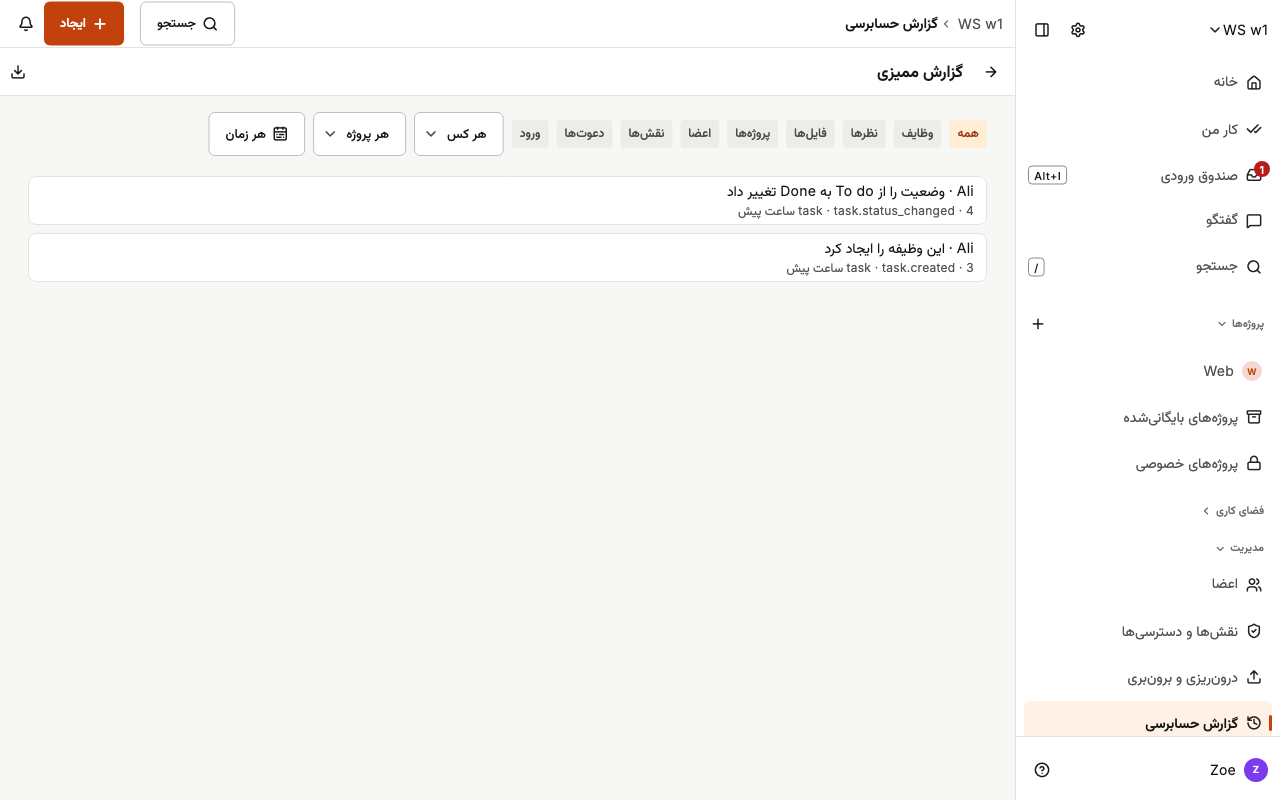 WS w1
خانه
کار من
صندوق ورودی
1
Alt+I
گفتگو
جستجو
/
پروژه‌ها
W
Web
پروژه‌های بایگانی‌شده
پروژه‌های خصوصی
فضای کاری
مدیریت
اعضا
نقش‌ها و دسترسی‌ها
درون‌ریزی و برون‌بری
گزارش حسابرسی
Z
Zoe
WS w1 › گزارش حسابرسی
جستجو
ایجاد
گزارش ممیزی
همه
وظایف
نظرها
فایل‌ها
پروژه‌ها
اعضا
نقش‌ها
دعوت‌ها
ورود
هر کس
هر پروژه
هر زمان
Ali · وضعیت را از To do به Done تغییر داد
task · task.status_changed · 4 ساعت پیش
Ali · این وظیفه را ایجاد کرد
task · task.created · 3 ساعت پیش